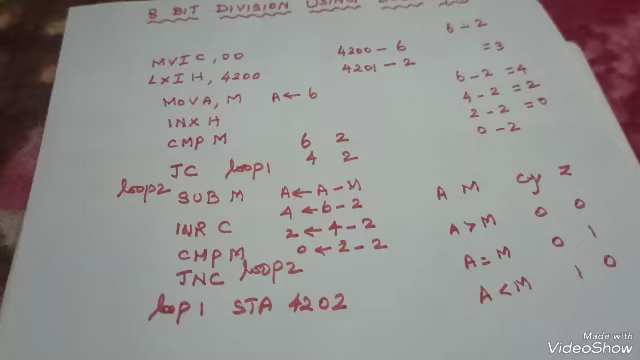 8 BIT DIVISION USING
MVI C, 00
LXI H, 4200
MOV A, M A ← 6
INX H
CMP M 6 2
4 2
JC loop1
loop2 SUB M A ← A - M
4 ← 6 - 2
INR C 2 ← 4 - 2
CMP M 0 ← 2 - 2
JNC loop2
loop1 STA 4202
4200 - 6
4201 - 2
6 - 2
= 3
6 - 2 = 4
4 - 2 = 2
2 - 2 = 0
0 - 2
A M Cy Z
A > M 0 0
A = M 0 1
A < M 1 0
Made with
VideoShow